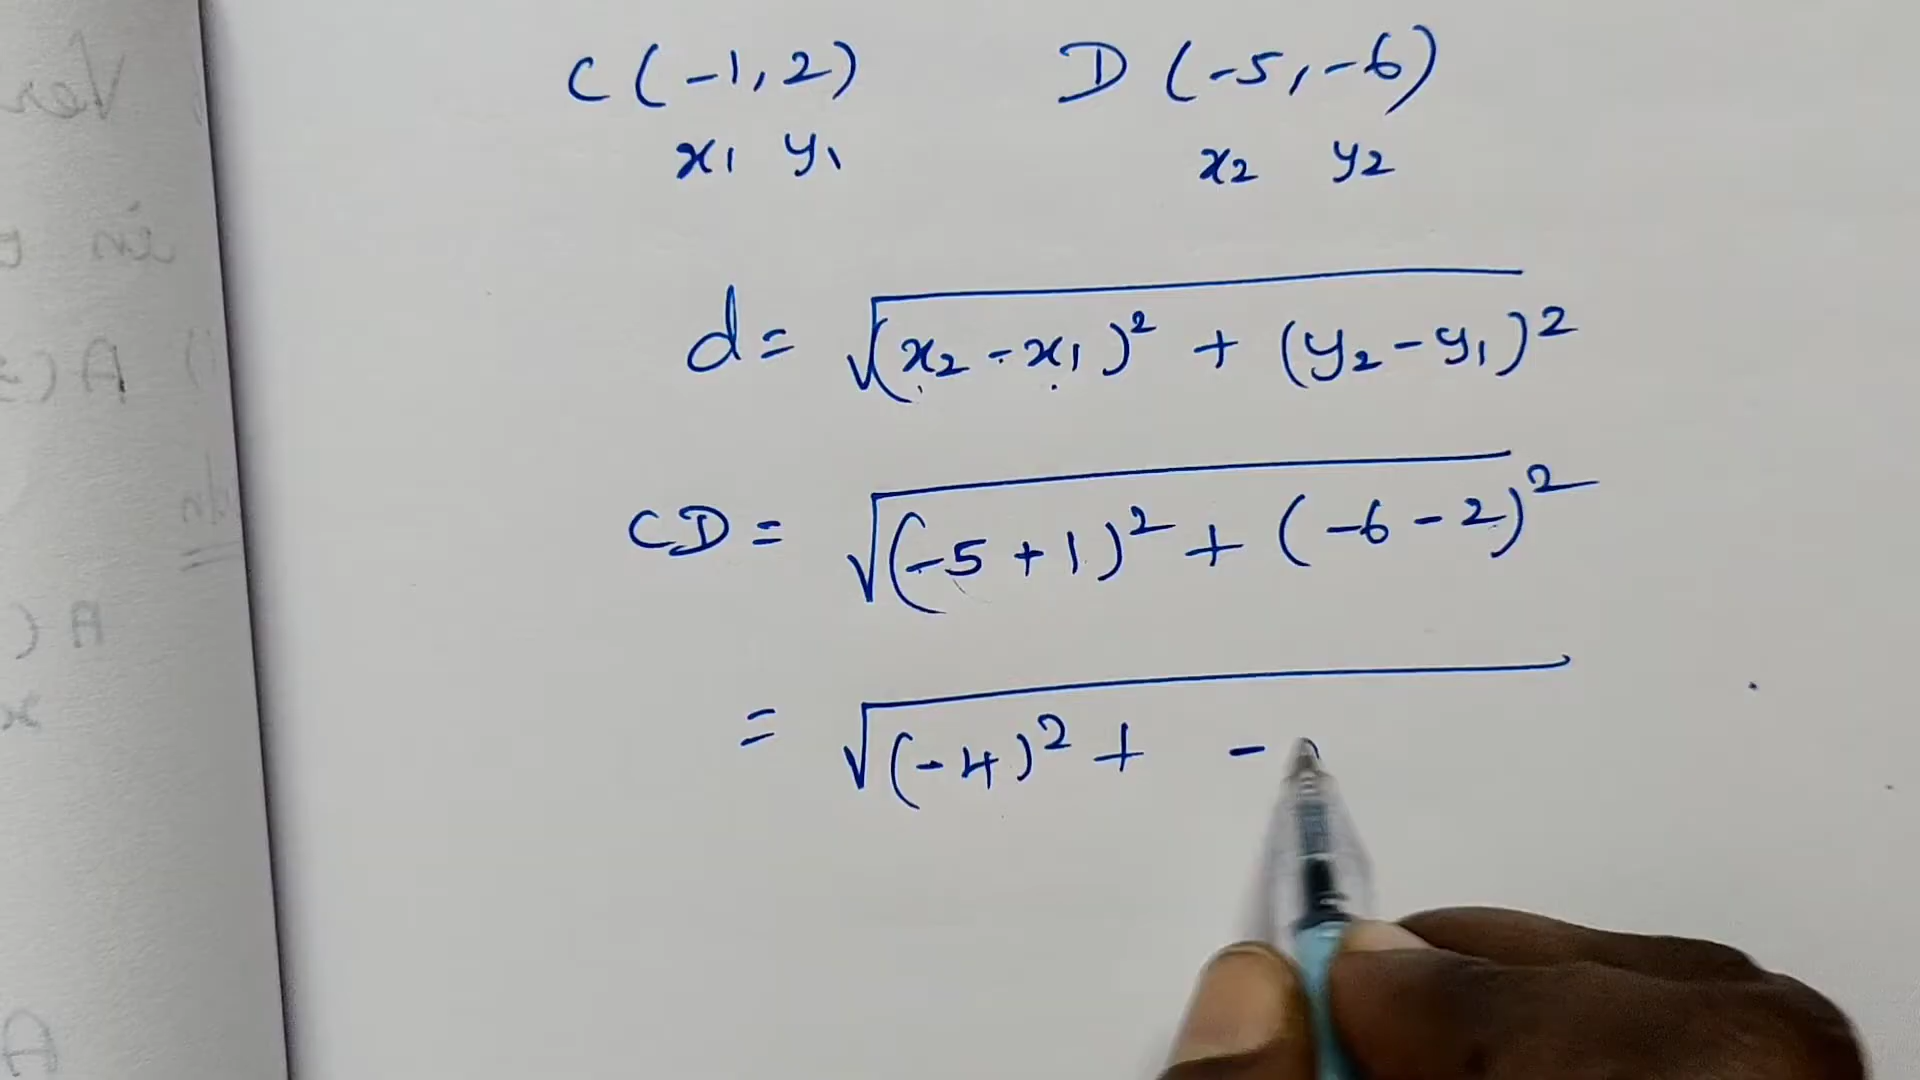 C (-1, 2) D (-5, -6)
x₁ y₁ x₂ y₂
d = √(x₂ - x₁)² + (y₂ - y₁)²
CD = √(-5 + 1)² + (-6 - 2)²
= √(-4)² + -